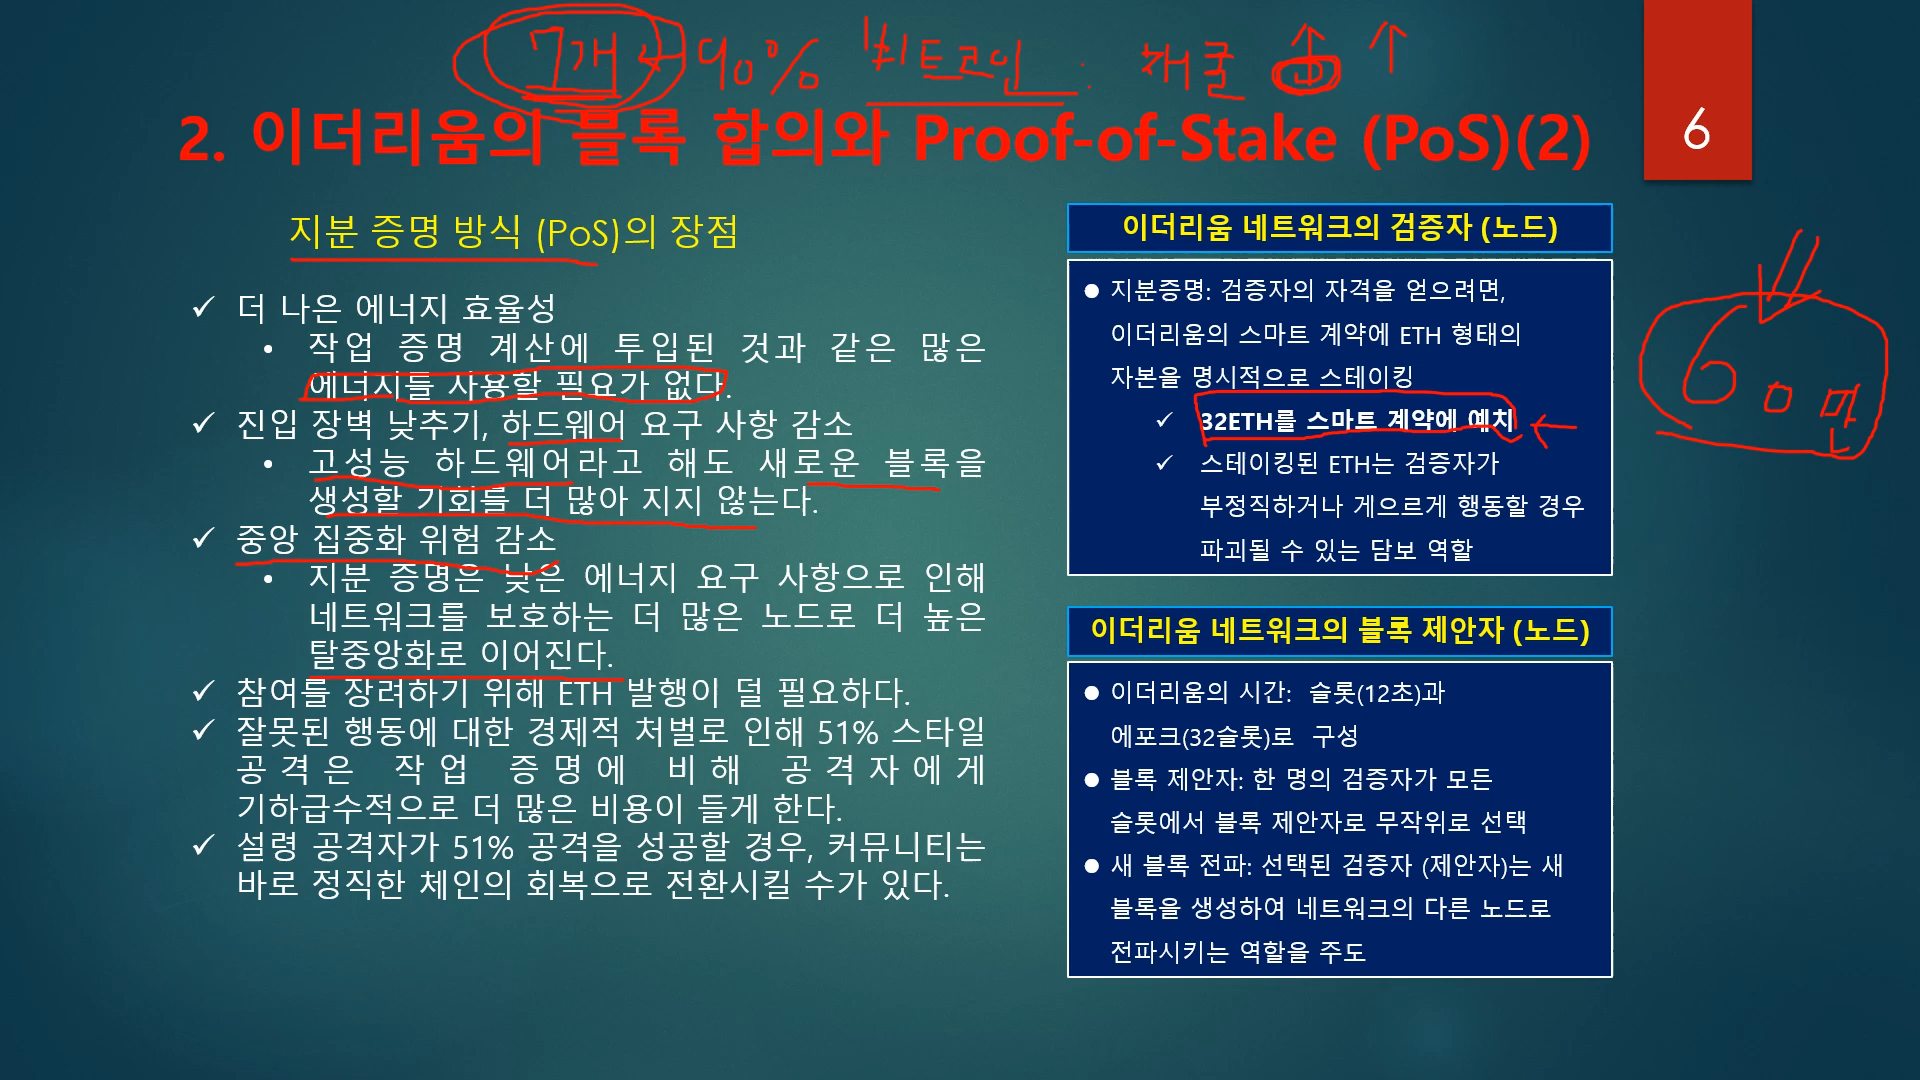 7개 90% 비트코인 : 채굴 ↑ ↑
2. 이더리움의 블록 합의와 Proof-of-Stake (PoS)(2)
6
지분 증명 방식 (PoS)의 장점
✓ 더 나은 에너지 효율성
• 작업 증명 계산에 투입된 것과 같은 많은
에너지를 사용할 필요가 없다.
✓ 진입 장벽 낮추기, 하드웨어 요구 사항 감소
• 고성능 하드웨어라고 해도 새로운 블록을
생성할 기회를 더 많아 지지 않는다.
✓ 중앙 집중화 위험 감소
• 지분 증명은 낮은 에너지 요구 사항으로 인해
네트워크를 보호하는 더 많은 노드로 더 높은
탈중앙화로 이어진다.
✓ 참여를 장려하기 위해 ETH 발행이 덜 필요하다.
✓ 잘못된 행동에 대한 경제적 처벌로 인해 51% 스타일
공격은 작업 증명에 비해 공격자에게
기하급수적으로 더 많은 비용이 들게 한다.
✓ 설령 공격자가 51% 공격을 성공할 경우, 커뮤니티는
바로 정직한 체인의 회복으로 전환시킬 수가 있다.
이더리움 네트워크의 검증자 (노드)
● 지분증명: 검증자의 자격을 얻으려면,
이더리움의 스마트 계약에 ETH 형태의
자본을 명시적으로 스테이킹
✓ 32ETH를 스마트 계약에 예치
✓ 스테이킹된 ETH는 검증자가
부정직하거나 게으르게 행동할 경우
파괴될 수 있는 담보 역할
60만
이더리움 네트워크의 블록 제안자 (노드)
● 이더리움의 시간: 슬롯(12초)과
에포크(32슬롯)로 구성
● 블록 제안자: 한 명의 검증자가 모든
슬롯에서 블록 제안자로 무작위로 선택
● 새 블록 전파: 선택된 검증자 (제안자)는 새
블록을 생성하여 네트워크의 다른 노드로
전파시키는 역할을 주도